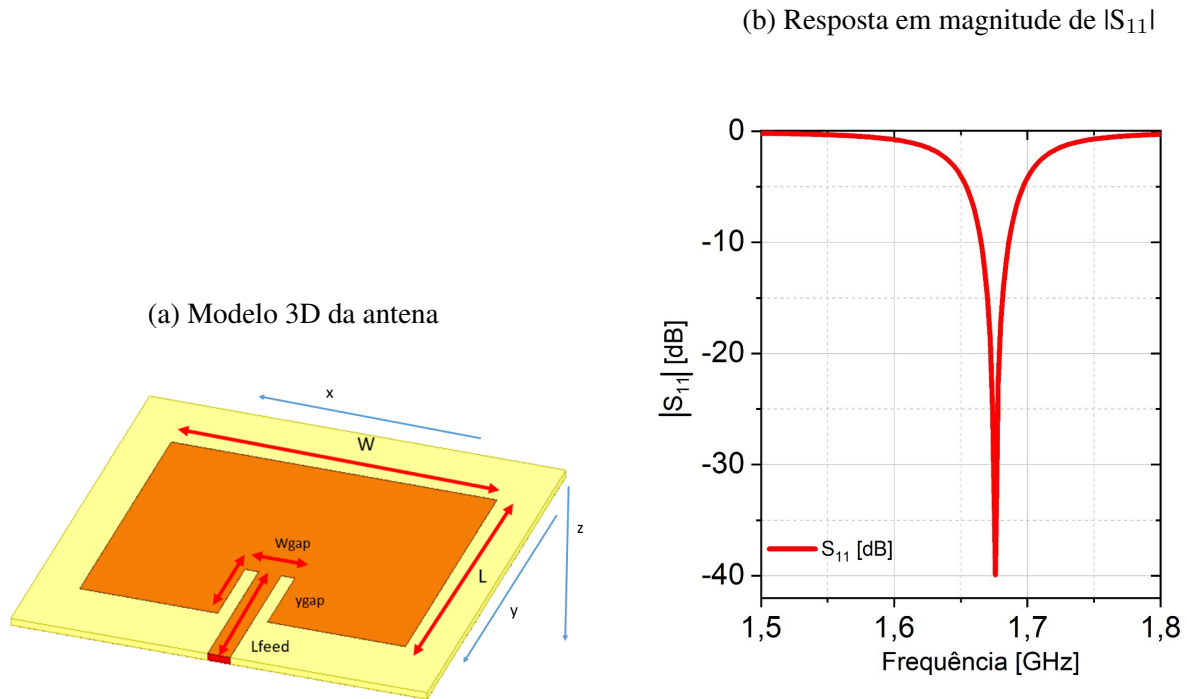 (b) Resposta em magnitude de |S11|
(a) Modelo 3D da antena
x
W
z
Wgap
L
ygap
y
Lfeed
0
-10
-20
-30
-40
|S11| [dB]
S11 [dB]
1,5
1,6
1,7
1,8
Frequência [GHz]